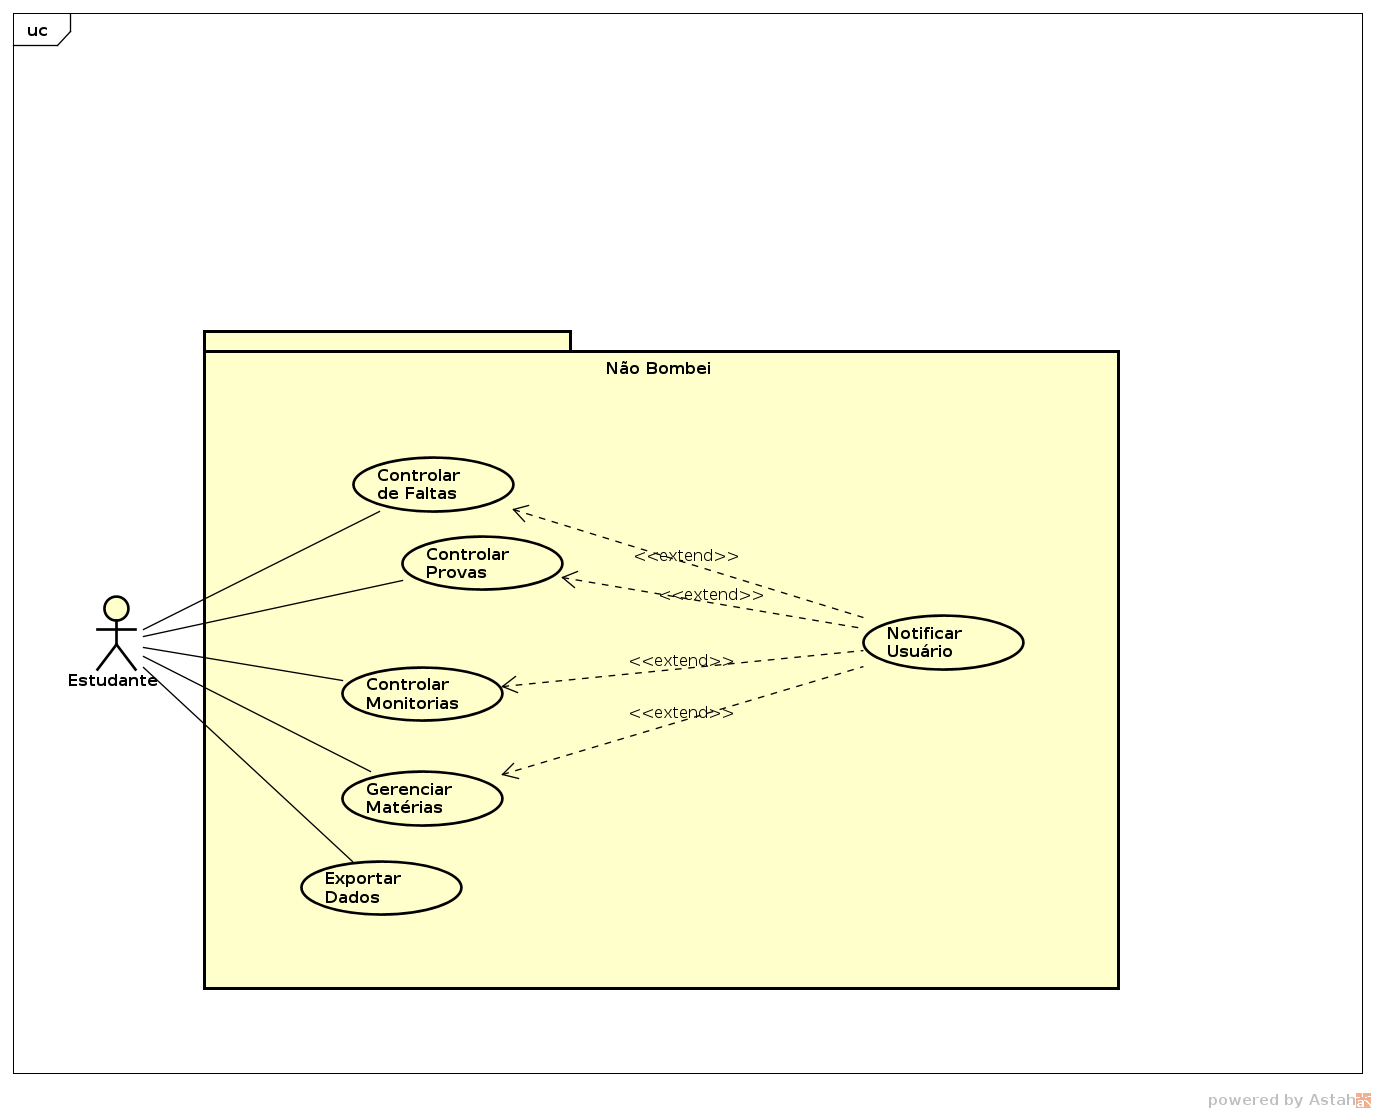 uc
Não Bombei
Controlar
de Faltas
<<extend>>
Controlar
Provas
<<extend>>
Notificar
Usuário
Estudante
<<extend>>
Controlar
Monitorias
<<extend>>
Gerenciar
Matérias
Exportar
Dados
powered by Astah